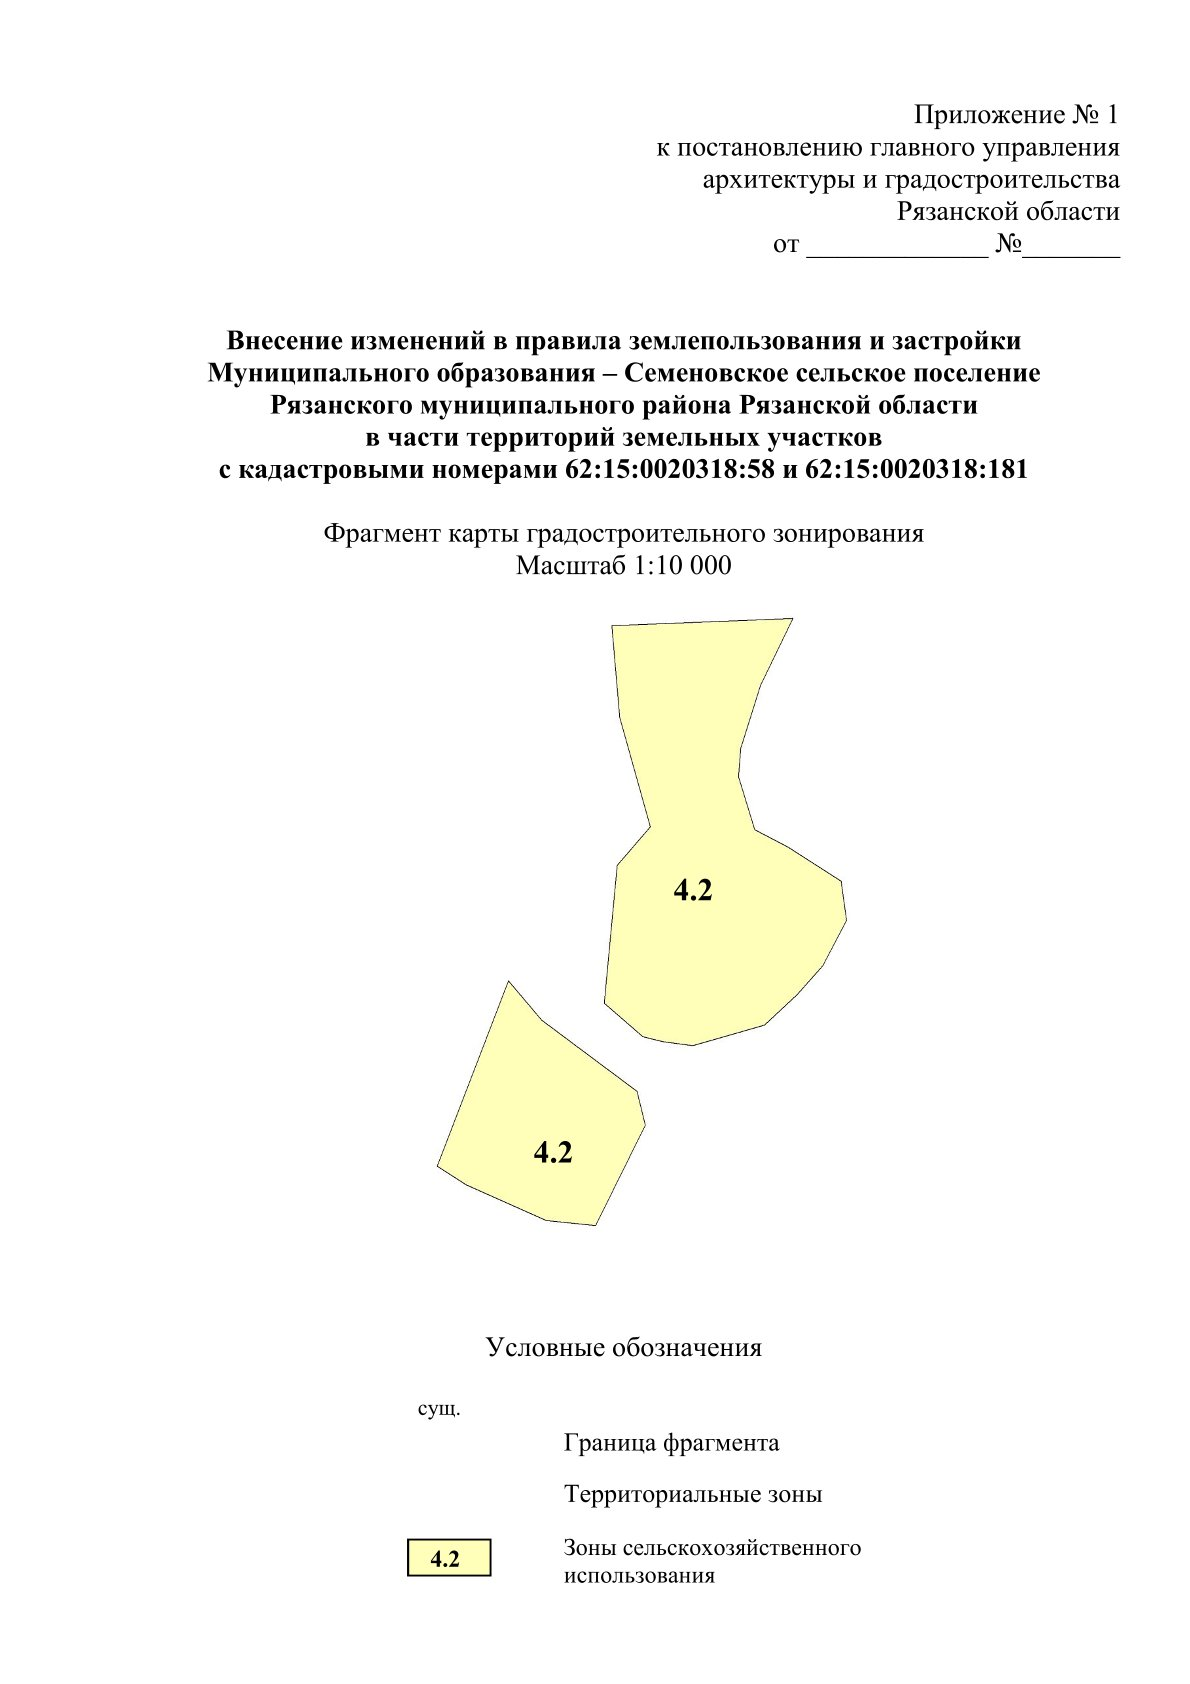 Приложение № 1
к постановлению главного управления
архитектуры и градостроительства
Рязанской области
от _____________ №_______
Внесение изменений в правила землепользования и застройки
Муниципального образования – Семеновское сельское поселение
Рязанского муниципального района Рязанской области
в части территорий земельных участков
с кадастровыми номерами 62:15:0020318:58 и 62:15:0020318:181
Фрагмент карты градостроительного зонирования
Масштаб 1:10 000
4.2
4.2
Условные обозначения
сущ.
Граница фрагмента
Территориальные зоны
4.2
Зоны сельскохозяйственного
использования